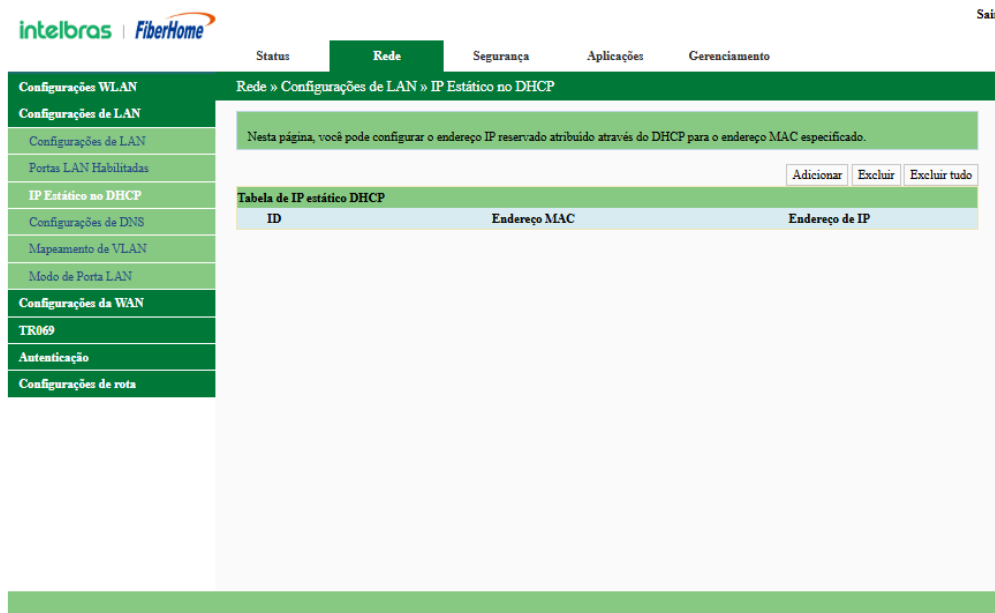 intelbras | FiberHome
Sair
Status Rede Segurança Aplicações Gerenciamento
Configurações WLAN
Configurações de LAN
Configurações de LAN
Portas LAN Habilitadas
IP Estático no DHCP
Configurações de DNS
Mapeamento de VLAN
Modo de Porta LAN
Configurações da WAN
TR069
Autenticação
Configurações de rota
Rede » Configurações de LAN » IP Estático no DHCP
Nesta página, você pode configurar o endereço IP reservado atribuído através do DHCP para o endereço MAC especificado.
Adicionar Excluir Excluir tudo
Tabela de IP estático DHCP
ID Endereço MAC Endereço de IP